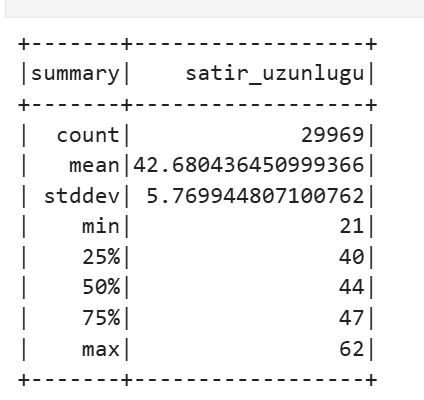 +-------+------------------+
|summary|    satir_uzunlugu|
+-------+------------------+
|  count|             29969|
|   mean|42.680436450999366|
| stddev| 5.769944807100762|
|    min|                21|
|    25%|                40|
|    50%|                44|
|    75%|                47|
|    max|                62|
+-------+------------------+